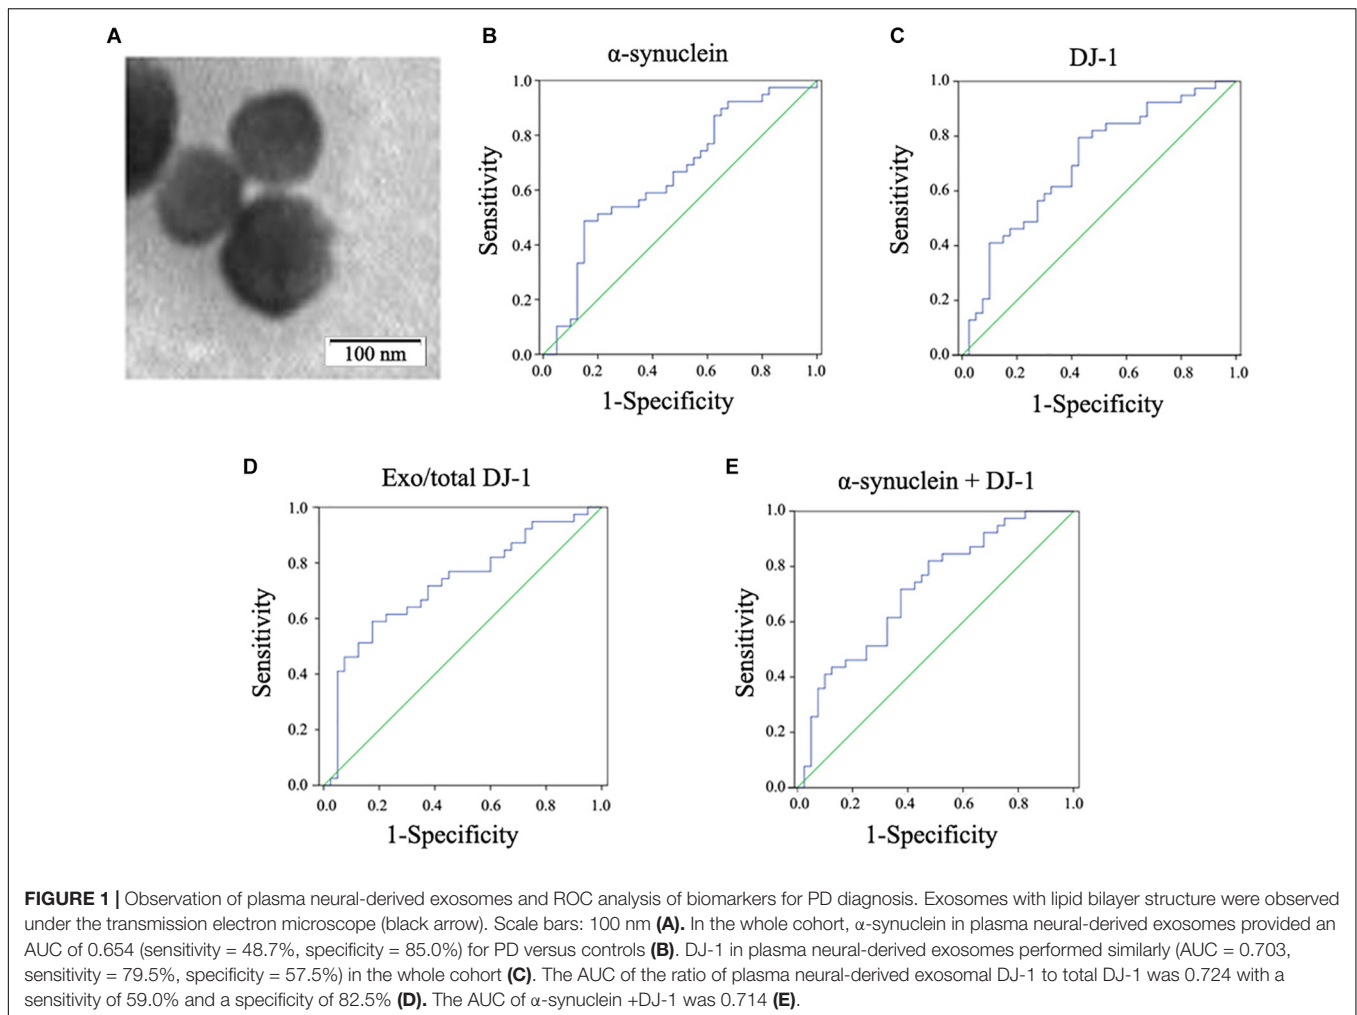 A
100 nm
B
α-synuclein
1.0
0.8
0.6
0.4
0.2
0.0
Sensitivity
0.0 0.2 0.4 0.6 0.8 1.0
1-Specificity
C
DJ-1
1.0
0.8
0.6
0.4
0.2
0.0
Sensitivity
0.0 0.2 0.4 0.6 0.8 1.0
1-Specificity
D
Exo/total DJ-1
1.0
0.8
0.6
0.4
0.2
0.0
Sensitivity
0.0 0.2 0.4 0.6 0.8 1.0
1-Specificity
E
α-synuclein + DJ-1
1.0
0.8
0.6
0.4
0.2
0.0
Sensitivity
0.0 0.2 0.4 0.6 0.8 1.0
1-Specificity
FIGURE 1 | Observation of plasma neural-derived exosomes and ROC analysis of biomarkers for PD diagnosis. Exosomes with lipid bilayer structure were observed
under the transmission electron microscope (black arrow). Scale bars: 100 nm (A). In the whole cohort, α-synuclein in plasma neural-derived exosomes provided an
AUC of 0.654 (sensitivity = 48.7%, specificity = 85.0%) for PD versus controls (B). DJ-1 in plasma neural-derived exosomes performed similarly (AUC = 0.703,
sensitivity = 79.5%, specificity = 57.5%) in the whole cohort (C). The AUC of the ratio of plasma neural-derived exosomal DJ-1 to total DJ-1 was 0.724 with a
sensitivity of 59.0% and a specificity of 82.5% (D). The AUC of α-synuclein +DJ-1 was 0.714 (E).